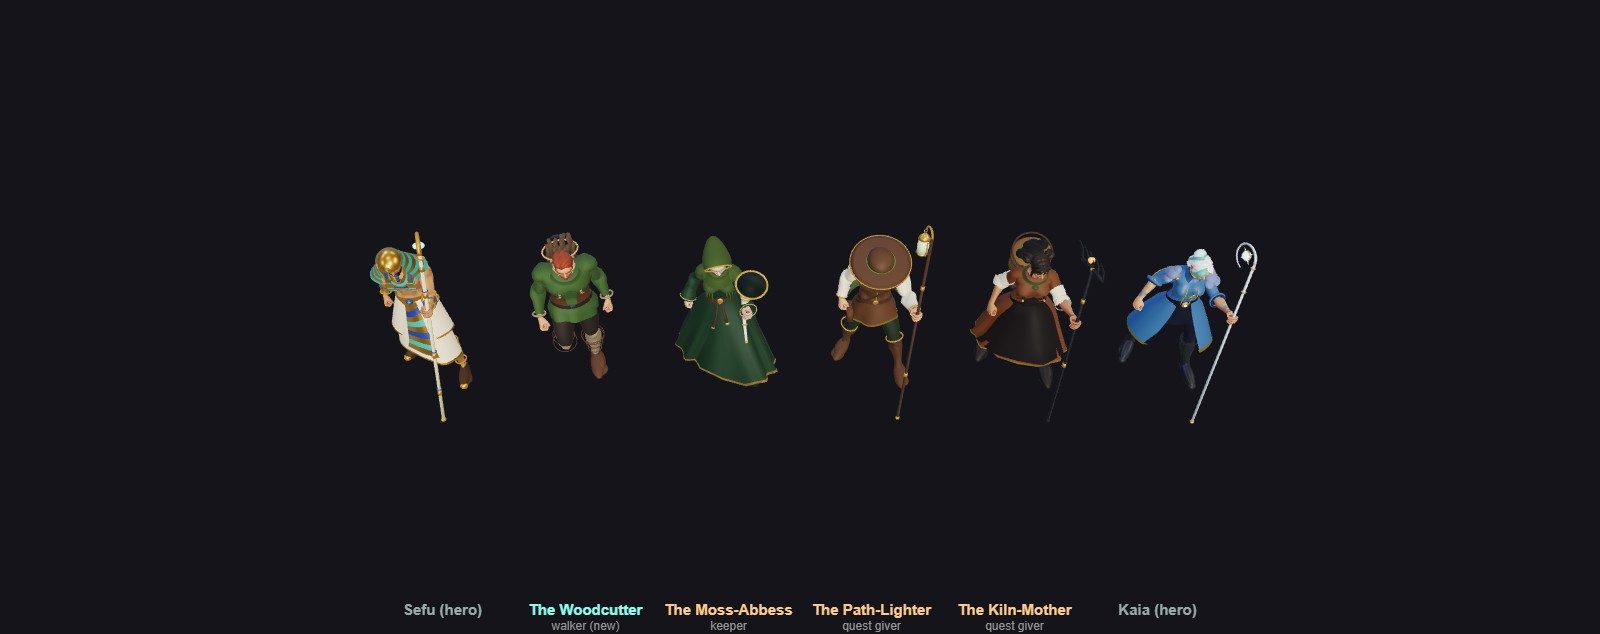 Sefu (hero) The Woodcutter The Moss-Abbess The Path-Lighter The Kiln-Mother Kaia (hero)
walker (new) keeper quest giver quest giver